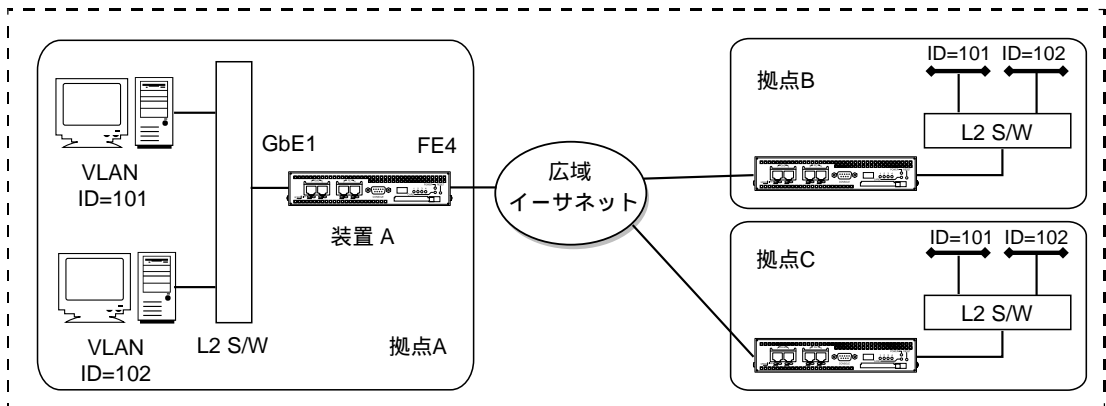 VLAN
ID=101
VLAN
ID=102
L2 S/W
GbE1
FE4
装置 A
拠点A
広域
イーサネット
拠点B
ID=101 ID=102
L2 S/W
拠点C
ID=101 ID=102
L2 S/W